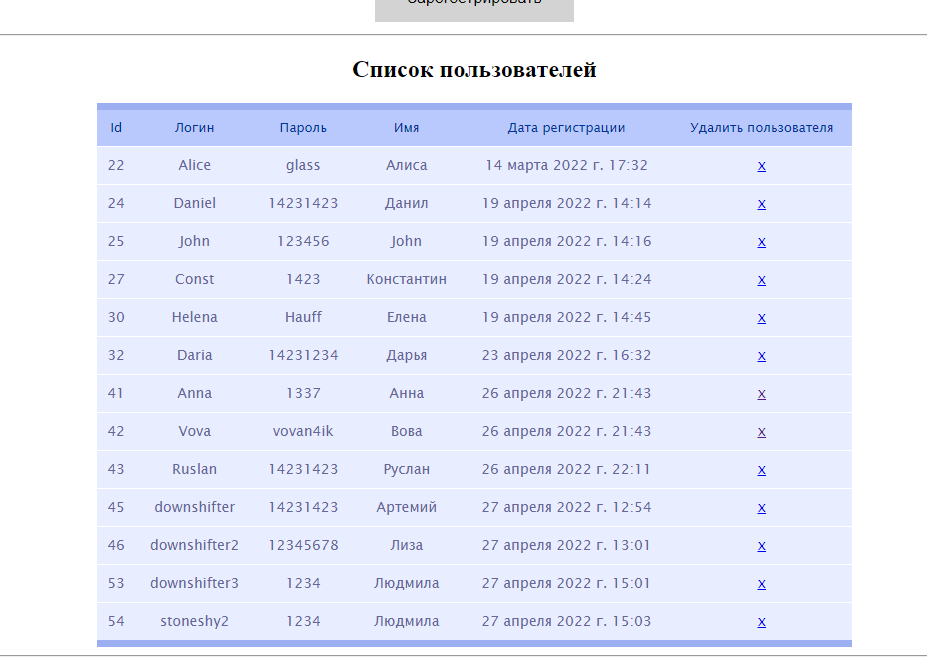 Зарегестрировать
Список пользователей
Id Логин Пароль Имя Дата регистрации Удалить пользователя
22 Alice glass Алиса 14 марта 2022 г. 17:32 x
24 Daniel 14231423 Данил 19 апреля 2022 г. 14:14 x
25 John 123456 John 19 апреля 2022 г. 14:16 x
27 Const 1423 Константин 19 апреля 2022 г. 14:24 x
30 Helena Hauff Елена 19 апреля 2022 г. 14:45 x
32 Daria 14231234 Дарья 23 апреля 2022 г. 16:32 x
41 Anna 1337 Анна 26 апреля 2022 г. 21:43 x
42 Vova vovan4ik Вова 26 апреля 2022 г. 21:43 x
43 Ruslan 14231423 Руслан 26 апреля 2022 г. 22:11 x
45 downshifter 14231423 Артемий 27 апреля 2022 г. 12:54 x
46 downshifter2 12345678 Лиза 27 апреля 2022 г. 13:01 x
53 downshifter3 1234 Людмила 27 апреля 2022 г. 15:01 x
54 stoneshy2 1234 Людмила 27 апреля 2022 г. 15:03 x